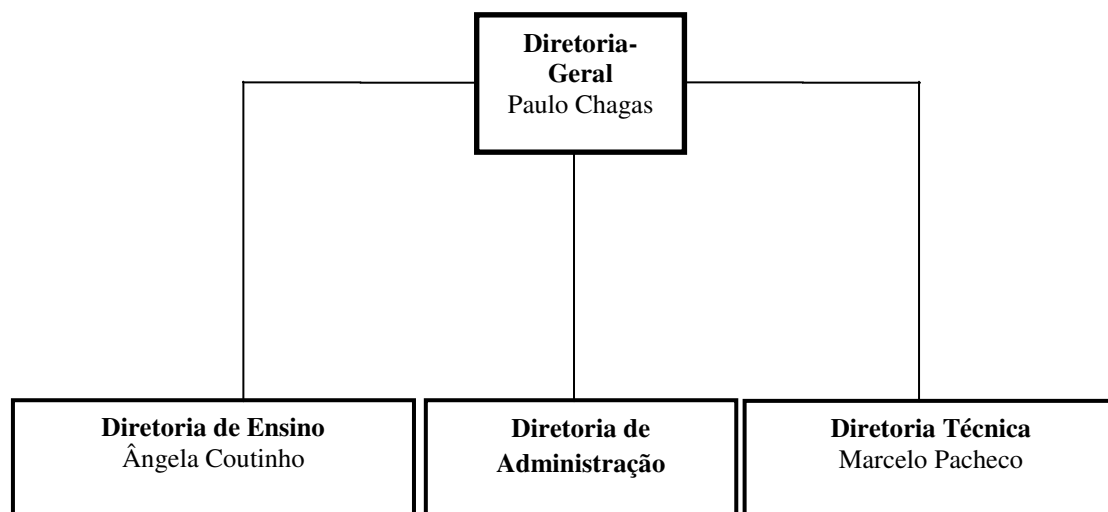 Diretoria-
Geral
Paulo Chagas
Diretoria de Ensino
Ângela Coutinho
Diretoria de
Administração
Diretoria Técnica
Marcelo Pacheco